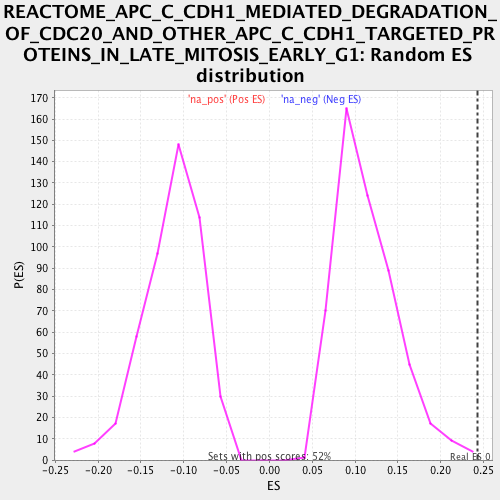 REACTOME_APC_C_CDH1_MEDIATED_DEGRADATION_
OF_CDC20_AND_OTHER_APC_C_CDH1_TARGETED_PR
OTEINS_IN_LATE_MITOSIS_EARLY_G1: Random ES
distribution
'na_pos' (Pos ES) 'na_neg' (Neg ES)
170
160
150
140
130
120
110
100
90
80
70
60
50
40
30
20
10
0
P(ES)
Sets with pos scores: 52%
Real ES 0
-0.25 -0.20 -0.15 -0.10 -0.05 0.00 0.05 0.10 0.15 0.20 0.25
ES